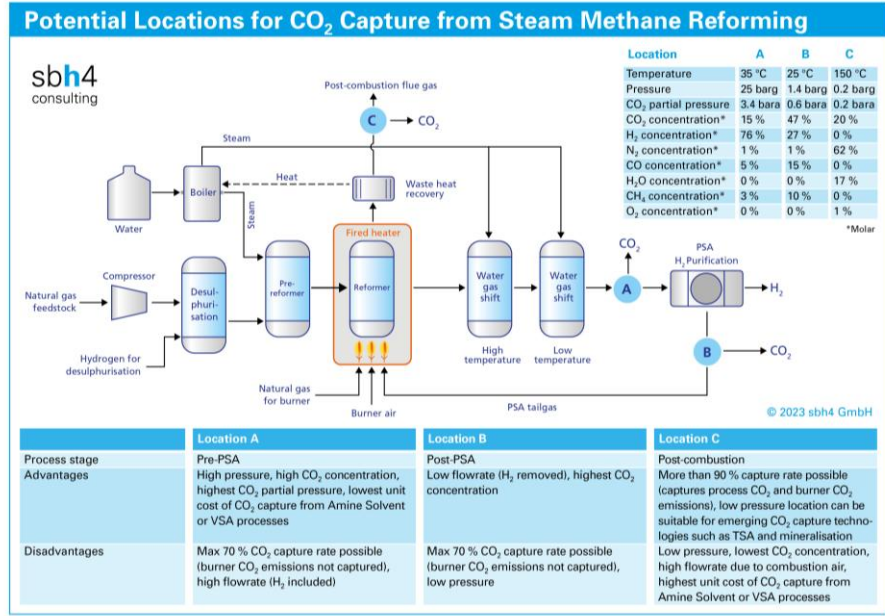 Potential Locations for CO₂ Capture from Steam Methane Reforming
sbh4
consulting
Location A B C
Temperature 35 °C 25 °C 150 °C
Pressure 25 barg 1.4 barg 0.2 barg
CO₂ partial pressure 3.4 bara 0.6 bara 0.2 bara
CO₂ concentration* 15 % 47 % 20 %
H₂ concentration* 76 % 27 % 0 %
N₂ concentration* 1 % 1 % 62 %
CO concentration* 5 % 15 % 0 %
H₂O concentration* 0 % 0 % 17 %
CH₄ concentration* 3 % 10 % 0 %
O₂ concentration* 0 % 0 % 1 %
*Molar
Post-combustion flue gas
C
CO₂
Steam
Heat
Waste heat
recovery
Boiler
Water
Steam
Fired heater
Compressor
Natural gas
feedstock
Desul-
phuri-
sation
Pre-
reformer
Reformer
Water
gas
shift
Water
gas
shift
CO₂
A
PSA
H₂ Purification
H₂
Hydrogen for
desulphurisation
High
temperature
Low
temperature
B
CO₂
Natural gas
for burner
Burner air
PSA tailgas
© 2023 sbh4 GmbH
Location A
Location B
Location C
Process stage
Pre-PSA
Post-PSA
Post-combustion
Advantages
High pressure, high CO₂ concentration,
highest CO₂ partial pressure, lowest unit
cost of CO₂ capture from Amine Solvent
or VSA processes
Low flowrate (H₂ removed), highest CO₂
concentration
More than 90 % capture rate possible
(captures process CO₂ and burner CO₂
emissions), low pressure location can be
suitable for emerging CO₂ capture techno-
logies such as TSA and mineralisation
Disadvantages
Max 70 % CO₂ capture rate possible
(burner CO₂ emissions not captured),
high flowrate (H₂ included)
Max 70 % CO₂ capture rate possible
(burner CO₂ emissions not captured),
low pressure
Low pressure, lowest CO₂ concentration,
high flowrate due to combustion air,
highest unit cost of CO₂ capture from
Amine Solvent or VSA processes